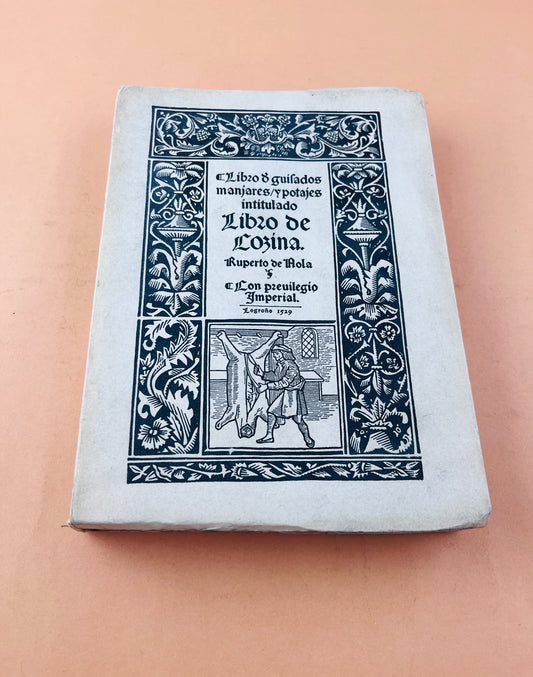 ¶Libro ð guisados
manjares/y potajes
intitulado
Libro de
Cozina.
Ruperto de Nola
¶Con preuilegio
Imperial.
Logroño 1529